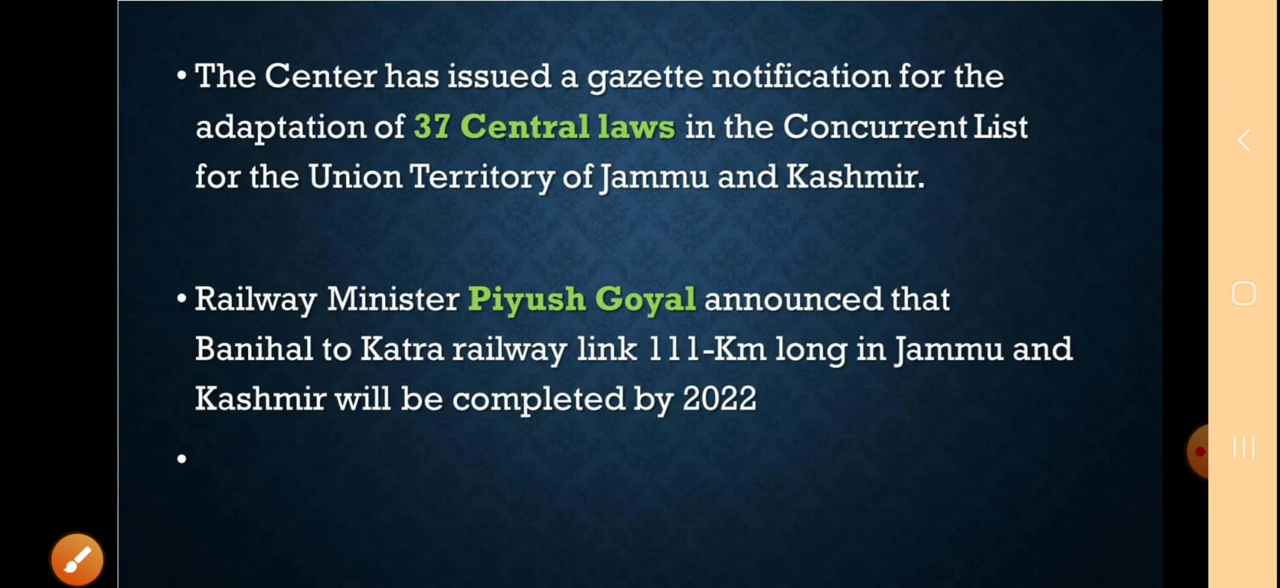 • The Center has issued a gazette notification for the
adaptation of 37 Central laws in the Concurrent List
for the Union Territory of Jammu and Kashmir.
• Railway Minister Piyush Goyal announced that
Banihal to Katra railway link 111-Km long in Jammu and
Kashmir will be completed by 2022
•